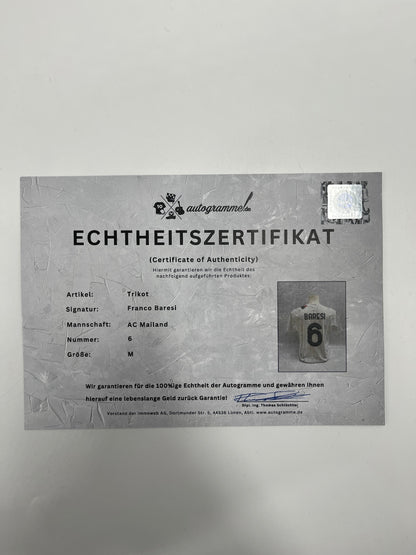 10
autogramme.de
ECHTHEITSZERTIFIKAT
(Certificate of Authenticity)
Hiermit garantieren wir die Echtheit des
nachfolgend aufgeführten Produktes:
Artikel: Trikot
Signatur: Franco Baresi
Mannschaft: AC Mailand
Nummer: 6
Größe: M
BARESI
6
Wir garantieren für die 100%ige Echtheit der Autogramme und gewähren Ihnen
hierauf eine lebenslange Geld zurück Garantie!
Dipl. Ing. Thomas
Vorstand der Immoweb AG, Dortmunder Str. 5, 44536 Lünen, Abtl. www.autogramme.de